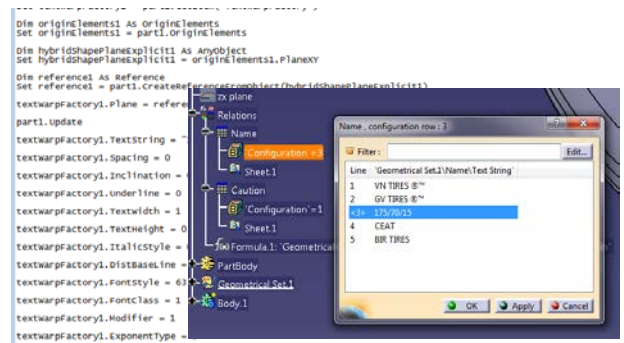 Dim originElements1 As OriginElements
Set originElements1 = part1.OriginElements
Dim hybridShapePlaneExplicit1 As AnyObject
Set hybridShapePlaneExplicit1 = originElements1.PlaneXY
Dim reference1 As Reference
Set reference1 = part1.CreateReferenceFromObject(hybridShapePlaneExplicit1)
textWarpFactory1.Plane = refere
part1.Update
textWarpFactory1.TextString = "
textWarpFactory1.Spacing = 0
textWarpFactory1.Inclination =
textWarpFactory1.Underline = 0
textWarpFactory1.TextWidth = 1
textWarpFactory1.TextHeight = 0
textWarpFactory1.ItalicStyle =
textWarpFactory1.DistBaseLine =
textWarpFactory1.FontStyle = 63
textWarpFactory1.FontClass = 1
textWarpFactory1.Modifier = 1
textWarpFactory1.ExponentType =
zx plane
Relations
Name
`Configuration`=3
Sheet.1
Caution
`Configuration`=1
Sheet.1
Formula.1: `Geometrical
PartBody
Geometrical Set.1
Body.1
Name , configuration row : 3
Filter :
Edit...
Line `Geometrical Set.1\Name\Text String`
1 VN TIRES ®™
2 GV TIRES ®™
<3> 175/70/15
4 CEAT
5 BIR TIRES
OK Apply Cancel